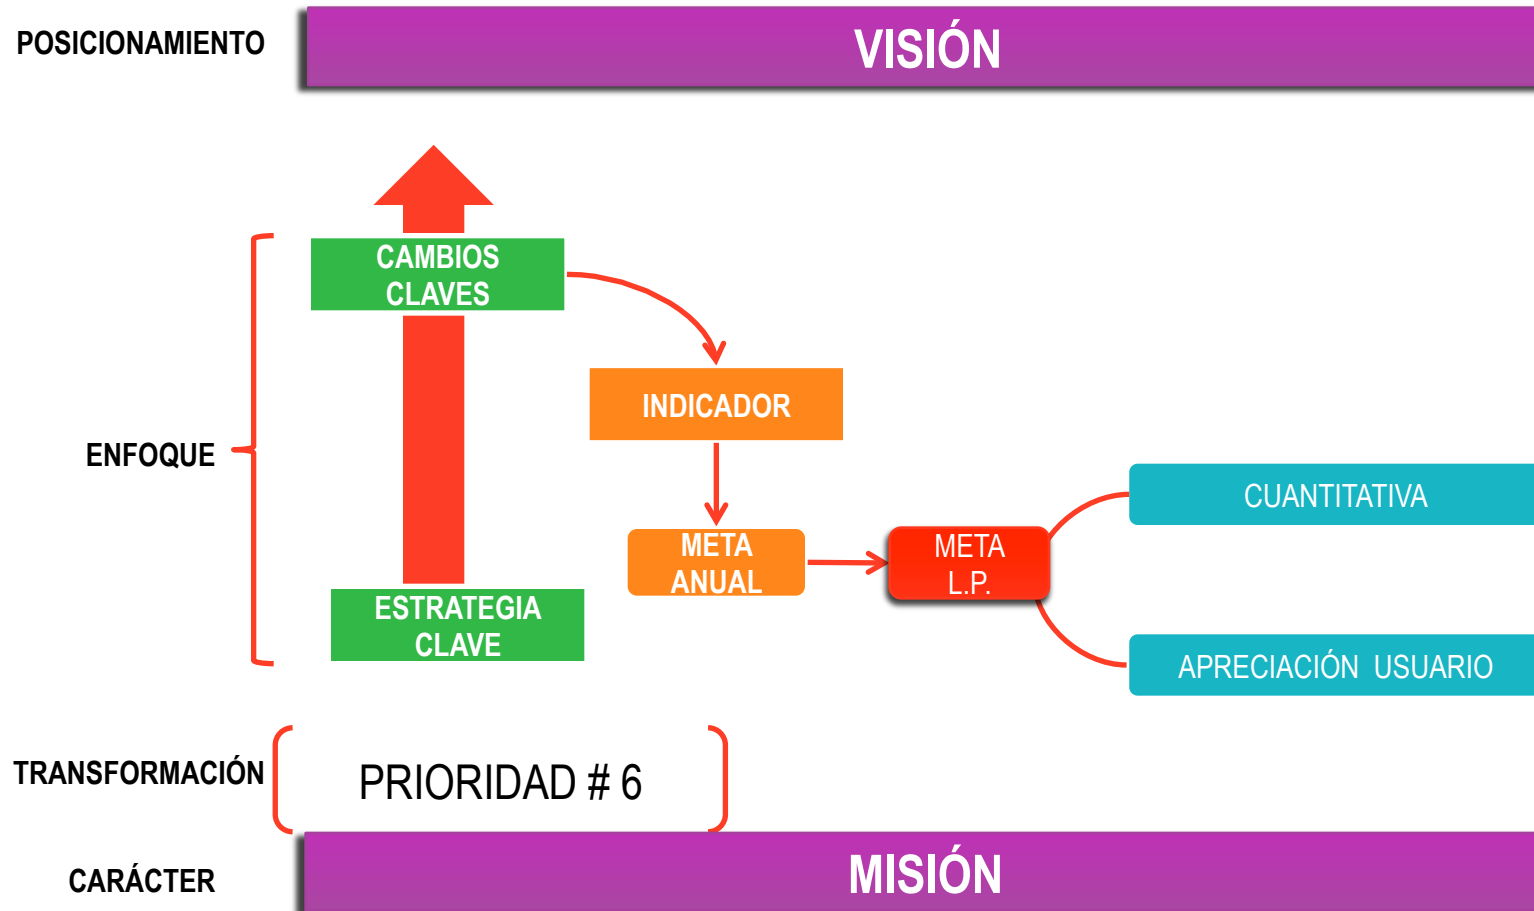 POSICIONAMIENTO
VISIÓN
CAMBIOS
CLAVES
INDICADOR
ENFOQUE
CUANTITATIVA
META
ANUAL
META
L.P.
ESTRATEGIA
CLAVE
APRECIACIÓN USUARIO
TRANSFORMACIÓN
PRIORIDAD # 6
CARÁCTER
MISIÓN